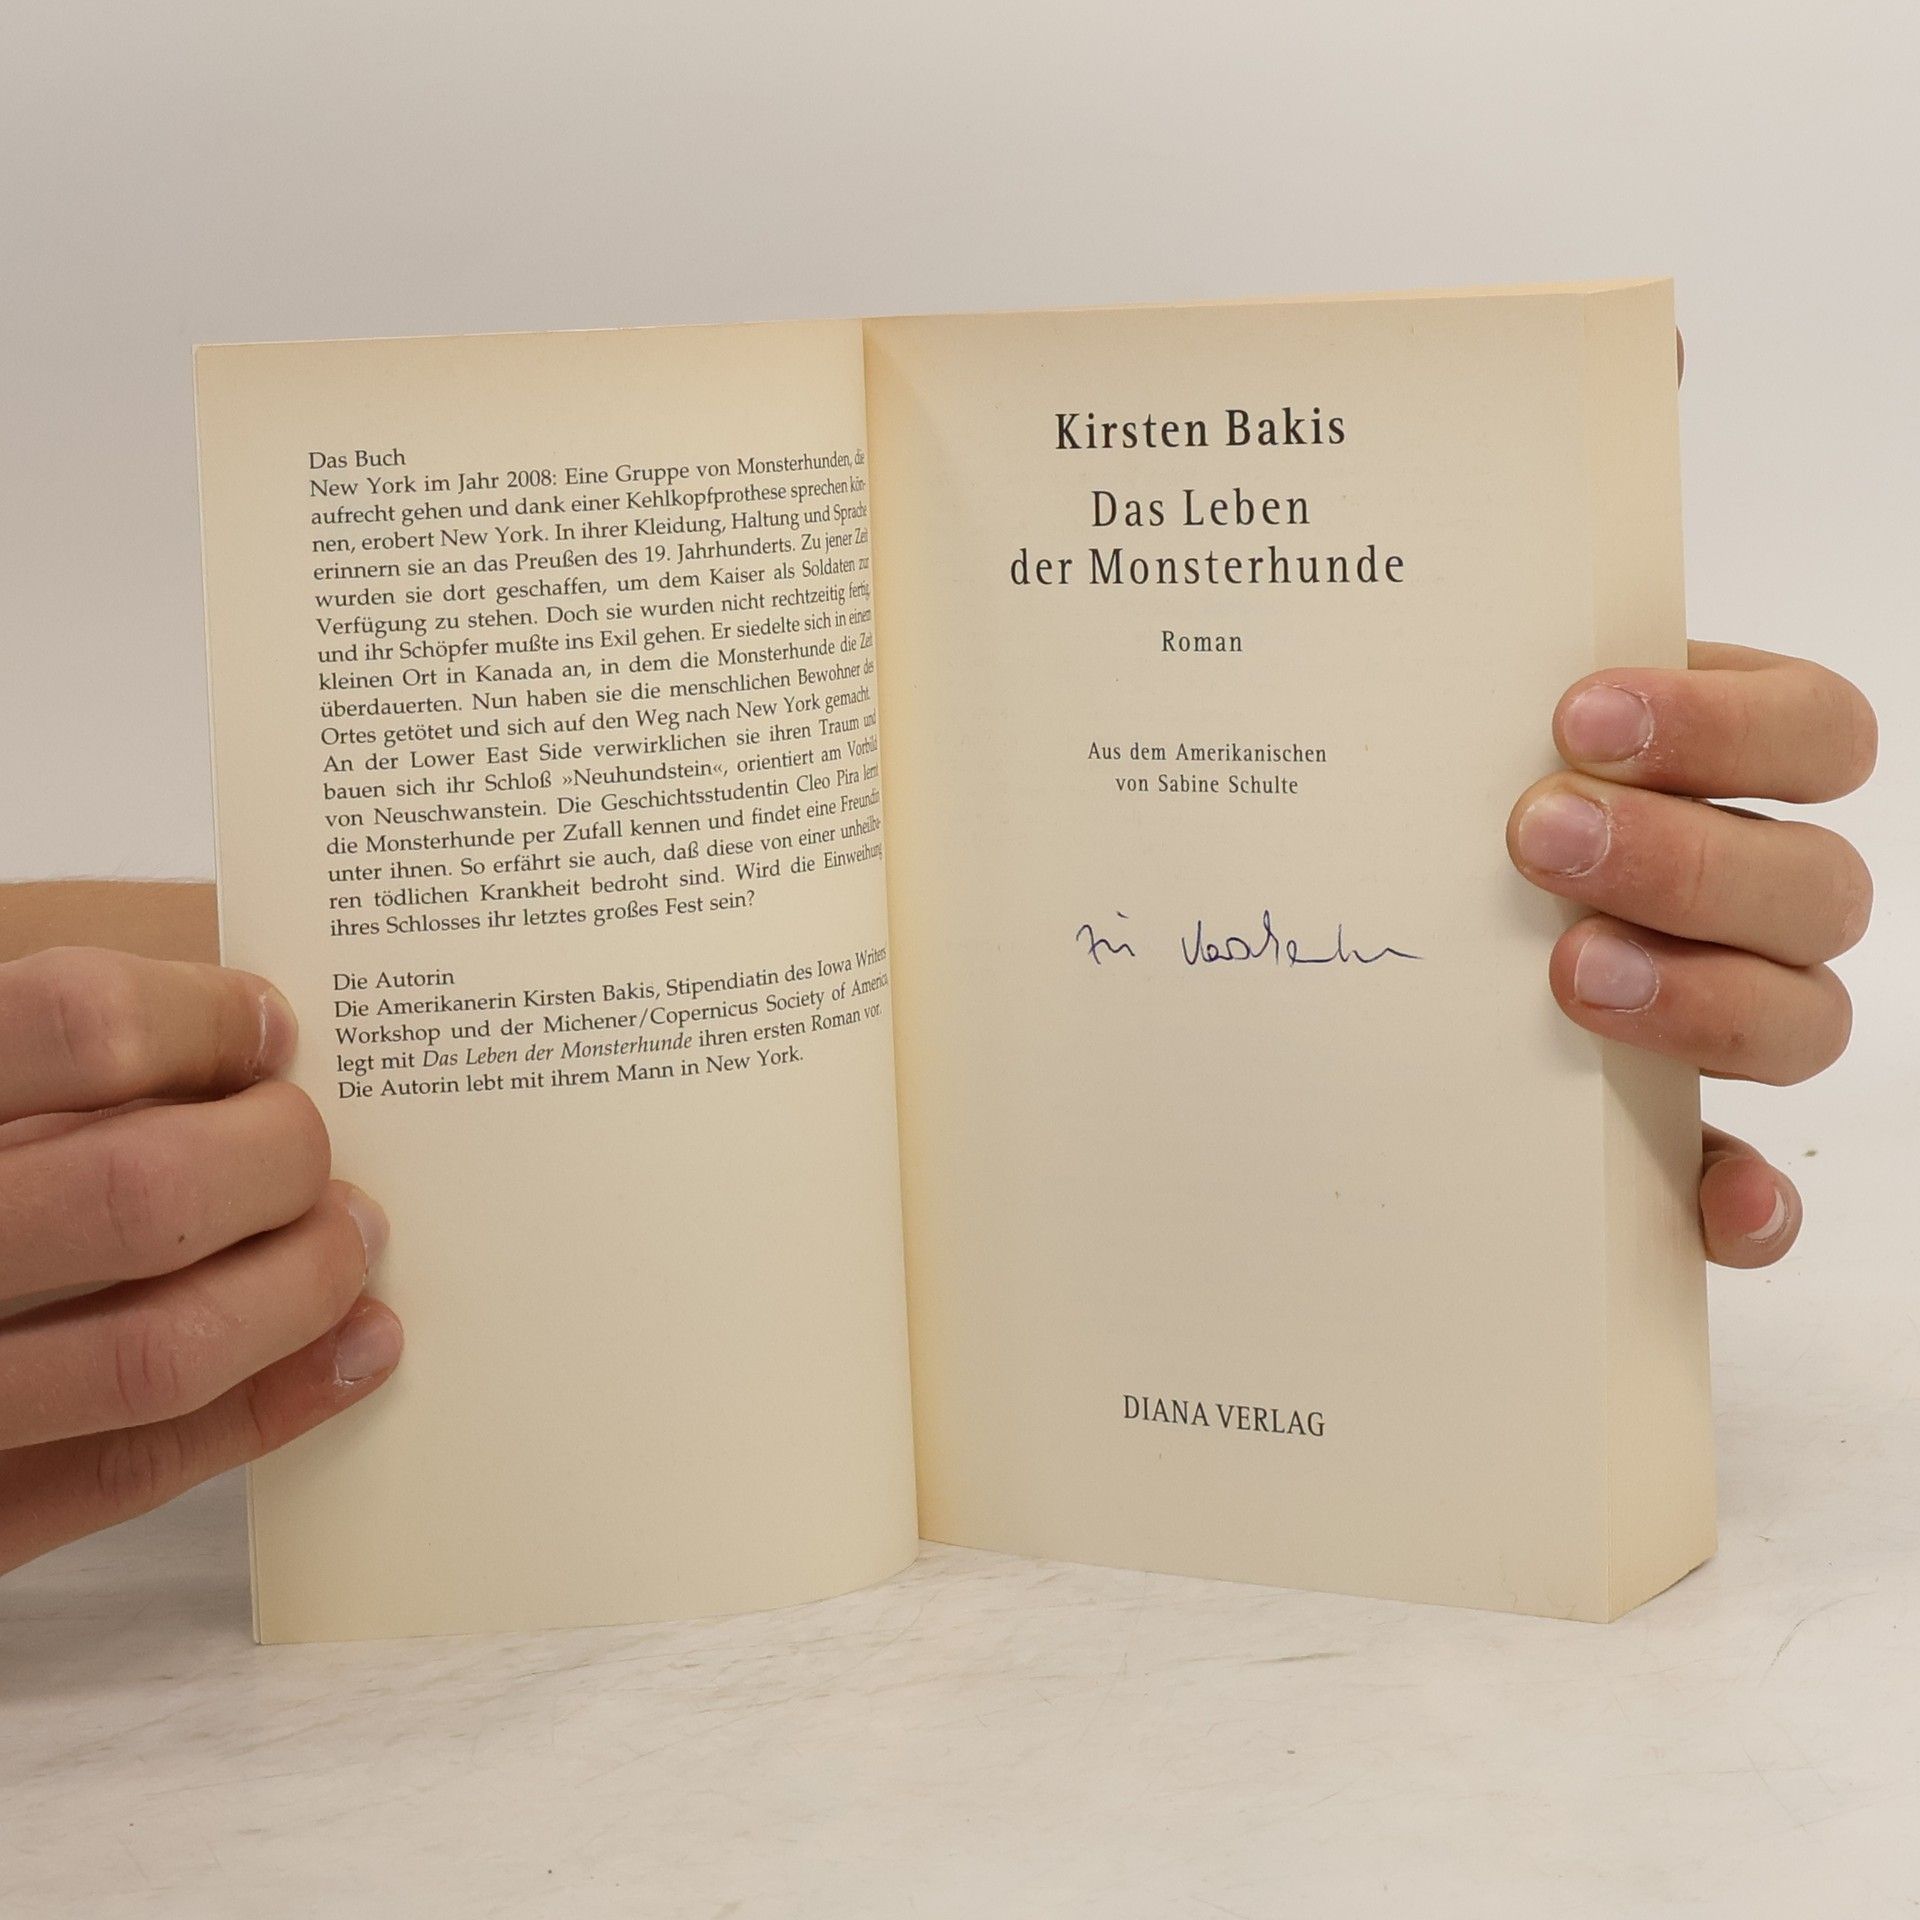 Das Buch
New York im Jahr 2008: Eine Gruppe von Monsterhunden, die
aufrecht gehen und dank einer Kehlkopfprothese sprechen kön-
nen, erobert New York. In ihrer Kleidung, Haltung und Sprache
erinnern sie an das Preußen des 19. Jahrhunderts. Zu jener Zeit
wurden sie dort geschaffen, um dem Kaiser als Soldaten zur
Verfügung zu stehen. Doch sie wurden nicht rechtzeitig fertig,
und ihr Schöpfer mußte ins Exil gehen. Er siedelte sich in einem
kleinen Ort in Kanada an, in dem die Monsterhunde die Zeit
überdauerten. Nun haben sie die menschlichen Bewohner des
Ortes getötet und sich auf den Weg nach New York gemacht.
An der Lower East Side verwirklichen sie ihren Traum und
bauen sich ihr Schloß »Neuhundstein«, orientiert am Vorbild
von Neuschwanstein. Die Geschichtsstudentin Cleo Pira lernt
die Monsterhunde per Zufall kennen und findet eine Freundin
unter ihnen. So erfährt sie auch, daß diese von einer unheilba-
ren tödlichen Krankheit bedroht sind. Wird die Einweihung
ihres Schlosses ihr letztes großes Fest sein?
Die Autorin
Die Amerikanerin Kirsten Bakis, Stipendiatin des Iowa Writers
Workshop und der Michener/Copernicus Society of America,
legt mit Das Leben der Monsterhunde ihren ersten Roman vor.
Die Autorin lebt mit ihrem Mann in New York.
Kirsten Bakis
Das Leben
der Monsterhunde
Roman
Aus dem Amerikanischen
von Sabine Schulte
DIANA VERLAG